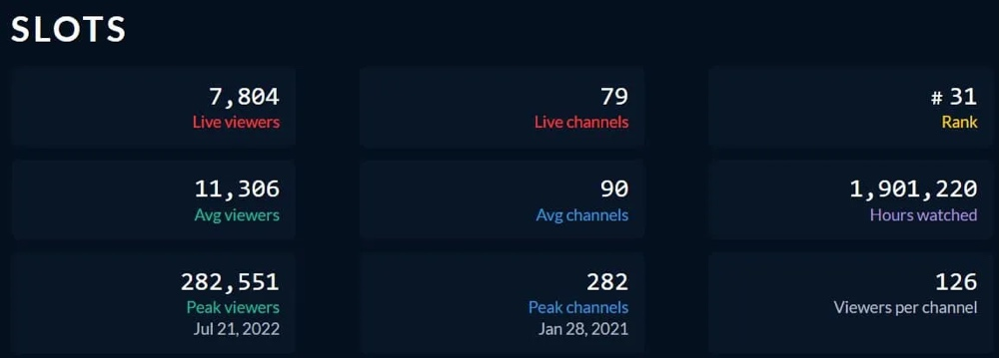 SLOTS
7,804
Live viewers
79
Live channels
# 31
Rank
11,306
Avg viewers
90
Avg channels
1,901,220
Hours watched
282,551
Peak viewers
Jul 21, 2022
282
Peak channels
Jan 28, 2021
126
Viewers per channel